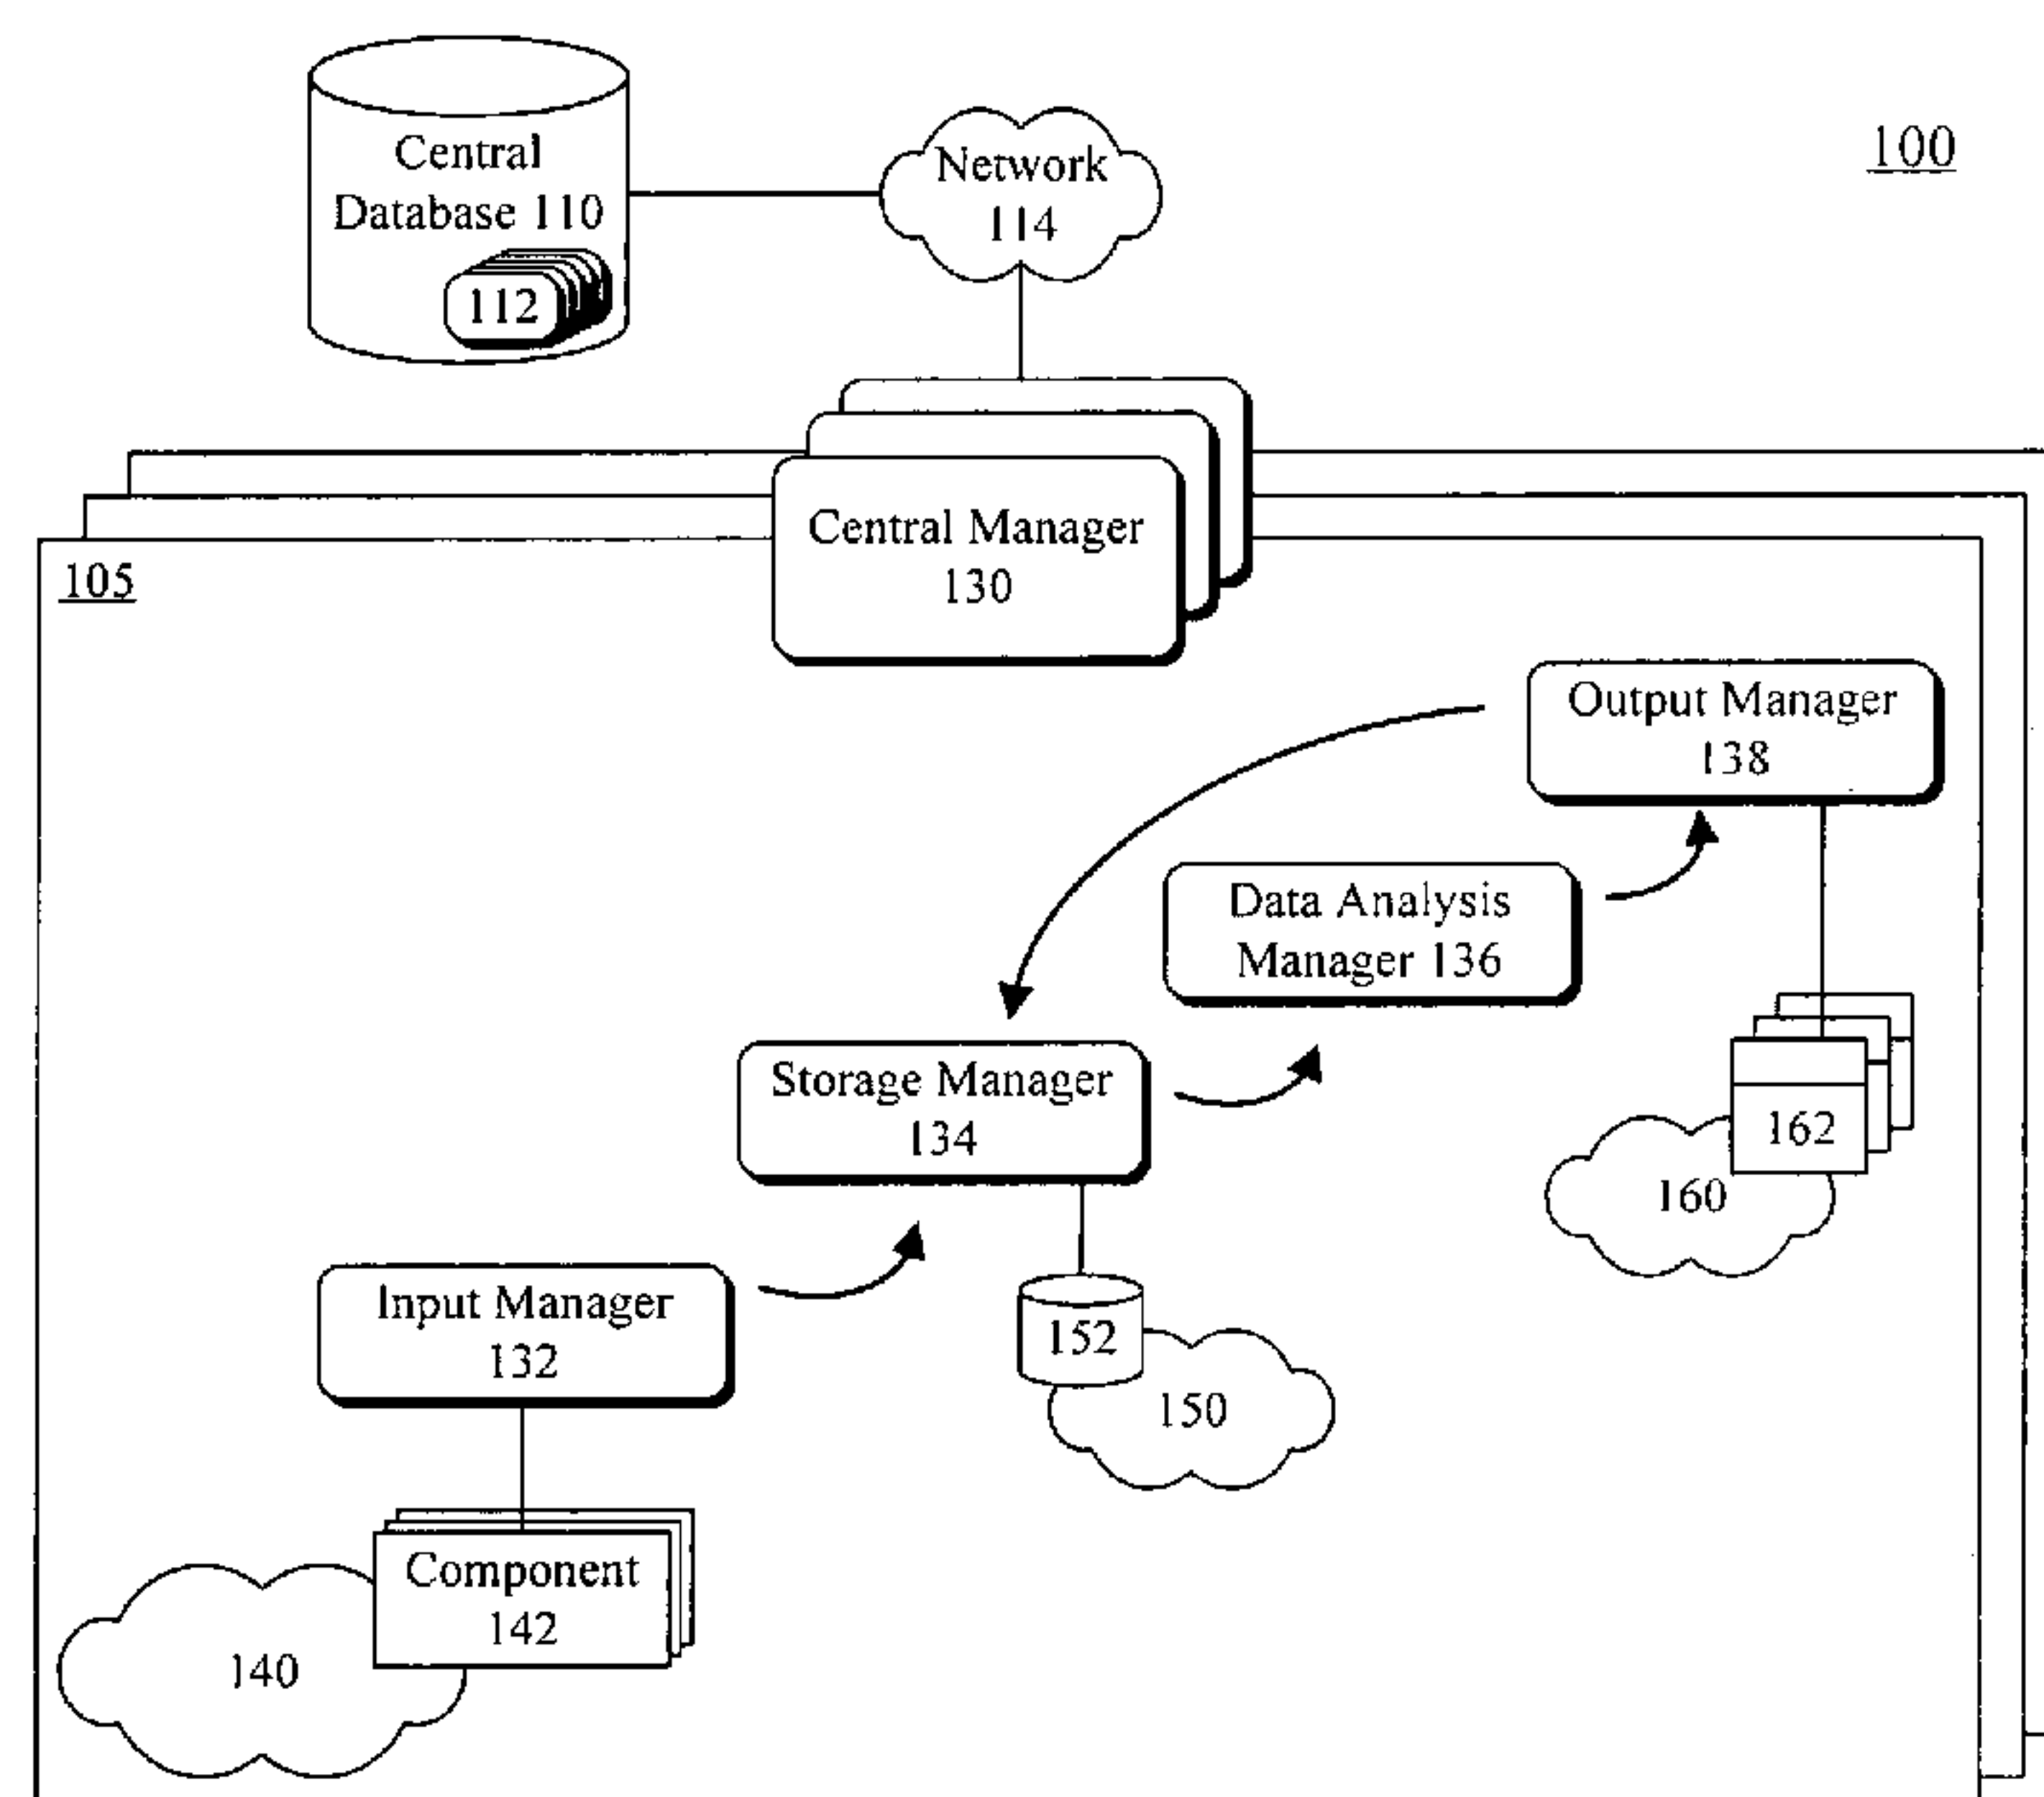 Central
Database 110
112
Network
114
100
Central Manager
130
105
Output Manager
138
Data Analysis
Manager 136
Storage Manager
134
162
160
Input Manager
132
152
150
Component
142
140